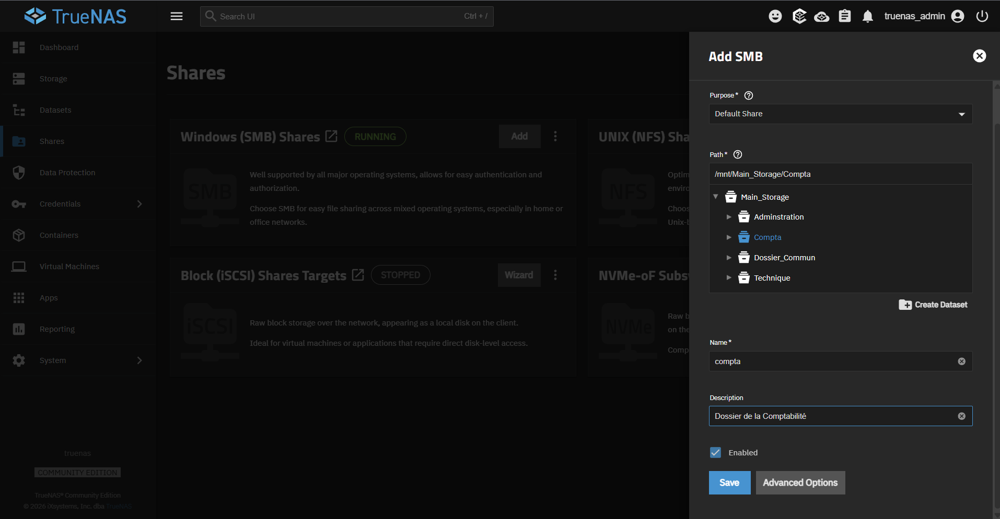 TrueNAS
Search UI
Ctrl + /
truenas_admin
Dashboard
Storage
Datasets
Shares
Data Protection
Credentials
Containers
Virtual Machines
Apps
Reporting
System
truenas
COMMUNITY EDITION
TrueNAS® Community Edition
© 2026 iXsystems, Inc. dba TrueNAS
Shares
Windows (SMB) Shares
RUNNING
Add
SMB
Well supported by all major operating systems, allows for easy authentication and
authorization.
Choose SMB for easy file sharing across mixed operating systems, especially in home or
office networks.
UNIX (NFS) Sha
NFS
Optim
enviro
Choos
Unix-b
Block (iSCSI) Shares Targets
STOPPED
Wizard
iSCSI
Raw block storage over the network, appearing as a local disk on the client.
Ideal for virtual machines or applications that require direct disk-level access.
NVMe-oF Subsy
NVMe
Raw b
on the
Comp
Add SMB
Purpose *
Default Share
Path *
/mnt/Main_Storage/Compta
Main_Storage
Adminstration
Compta
Dossier_Commun
Technique
Create Dataset
Name *
compta
Description
Dossier de la Comptabilité
Enabled
Save
Advanced Options